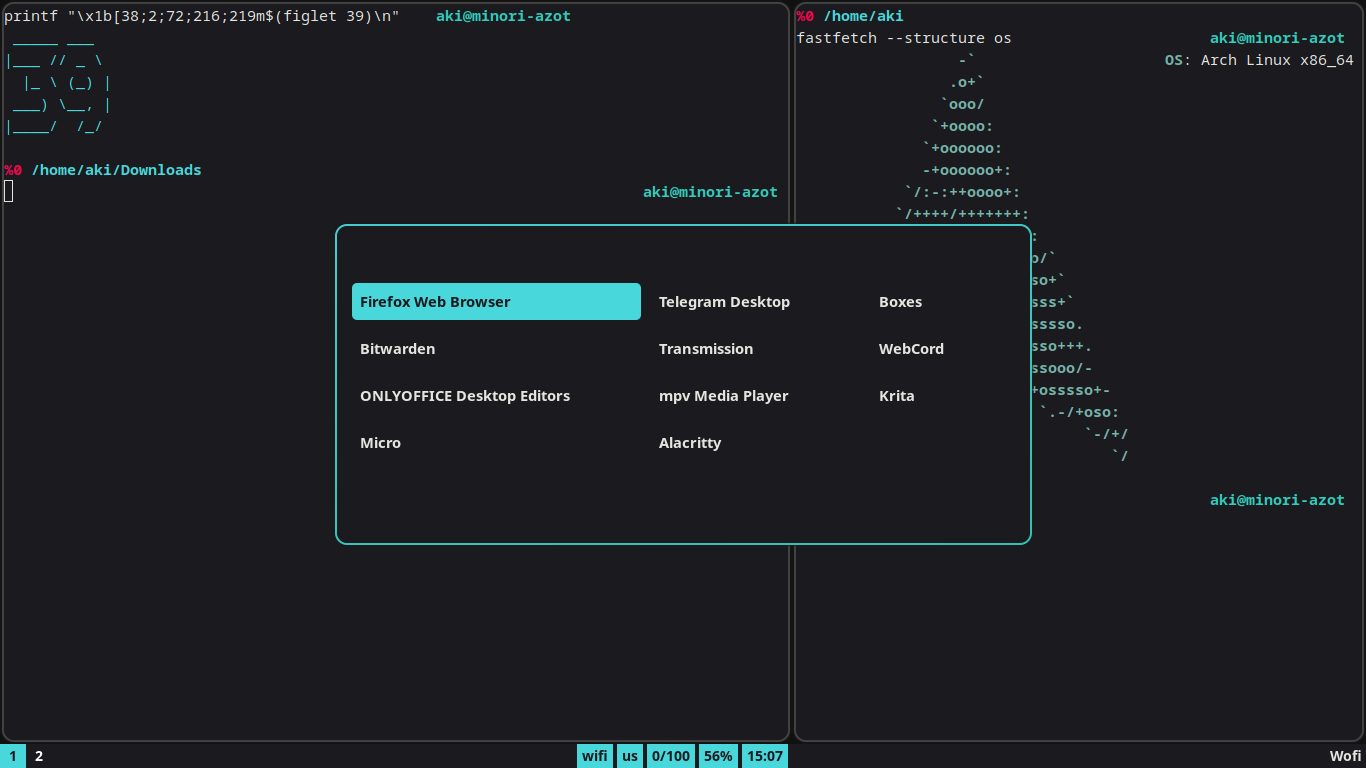 printf "\x1b[38;2;72;216;219m$(figlet 39)\n" aki@minori-azot
 _____ ___
|___ // _ \
  |_ \ (_) |
 ___) \__, |
|____/  /_/
%0 /home/aki/Downloads
aki@minori-azot
%0 /home/aki
fastfetch --structure os aki@minori-azot
-` OS: Arch Linux x86_64
.o+`
`ooo/
`+oooo:
`+oooooo:
-+oooooo+:
`/:-:++oooo+:
`/++++/+++++++:
:
o/`
so+`
sss+`
sssso.
sso+++.
ssooo/-
+osssso+-
`.-/+oso:
`-/+/
`/
aki@minori-azot
Firefox Web Browser Telegram Desktop Boxes
Bitwarden Transmission WebCord
ONLYOFFICE Desktop Editors mpv Media Player Krita
Micro Alacritty
1 2 wifi us 0/100 56% 15:07 Wofi